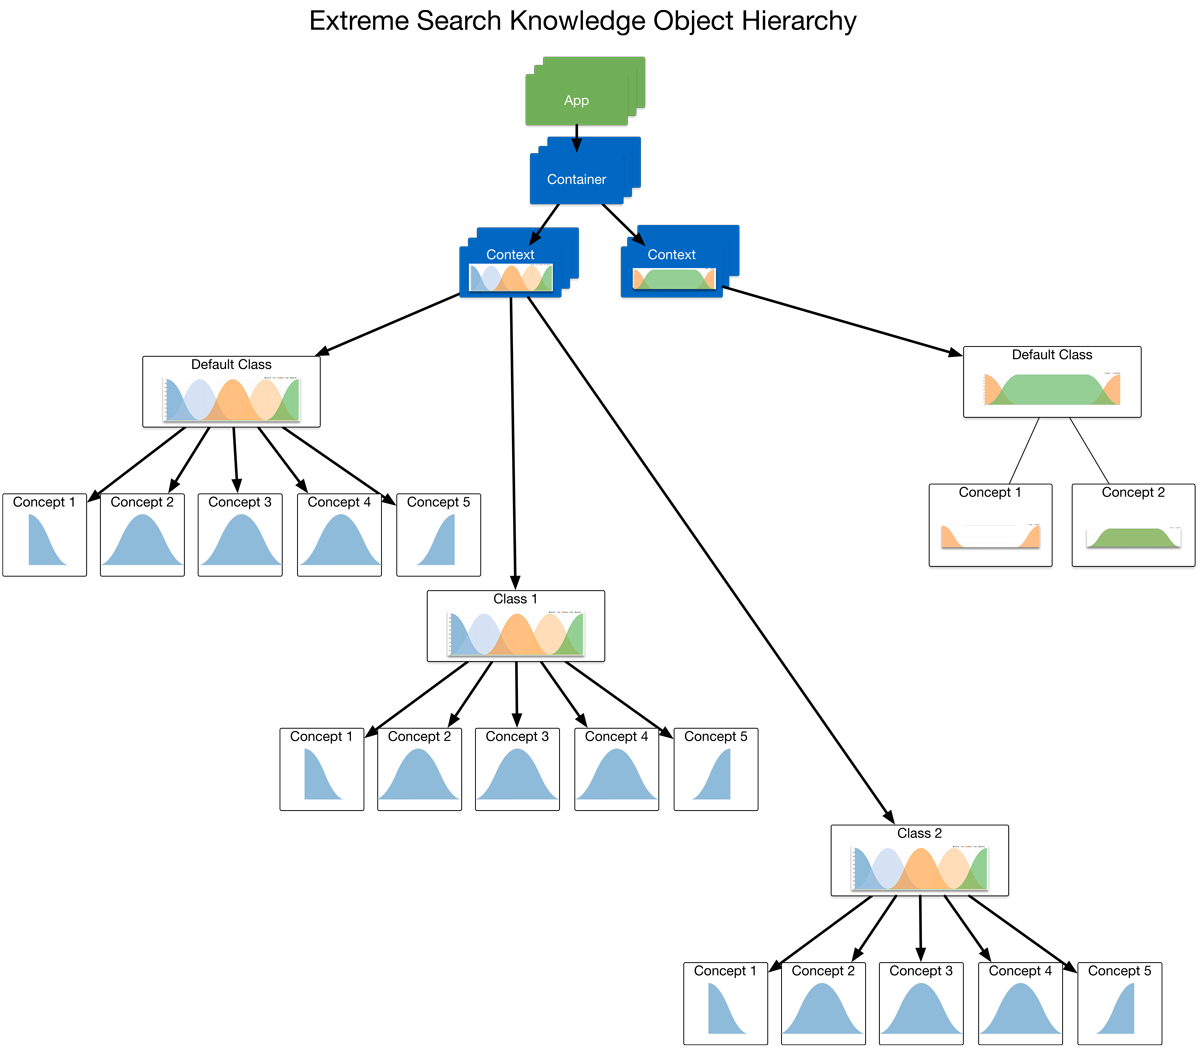 Extreme Search Knowledge Object Hierarchy
App
Container
Context
Context
Default Class
Default Class
Concept 1
Concept 2
Concept 3
Concept 4
Concept 5
Concept 1
Concept 2
Class 1
Concept 1
Concept 2
Concept 3
Concept 4
Concept 5
Class 2
Concept 1
Concept 2
Concept 3
Concept 4
Concept 5